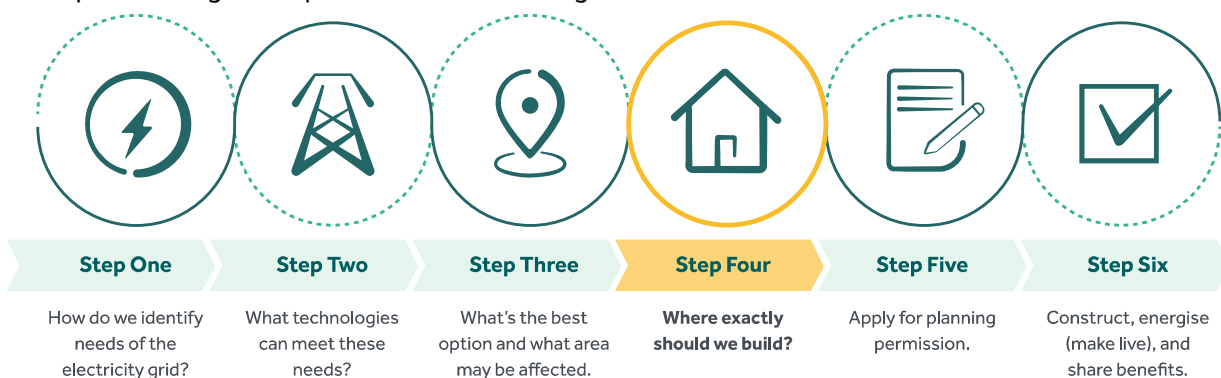 Step One
Step Two
Step Three
Step Four
Step Five
Step Six
How do we identify
needs of the
electricity grid?
What technologies
can meet these
needs?
What's the best
option and what area
may be affected.
Where exactly
should we build?
Apply for planning
permission.
Construct, energise
(make live), and
share benefits.